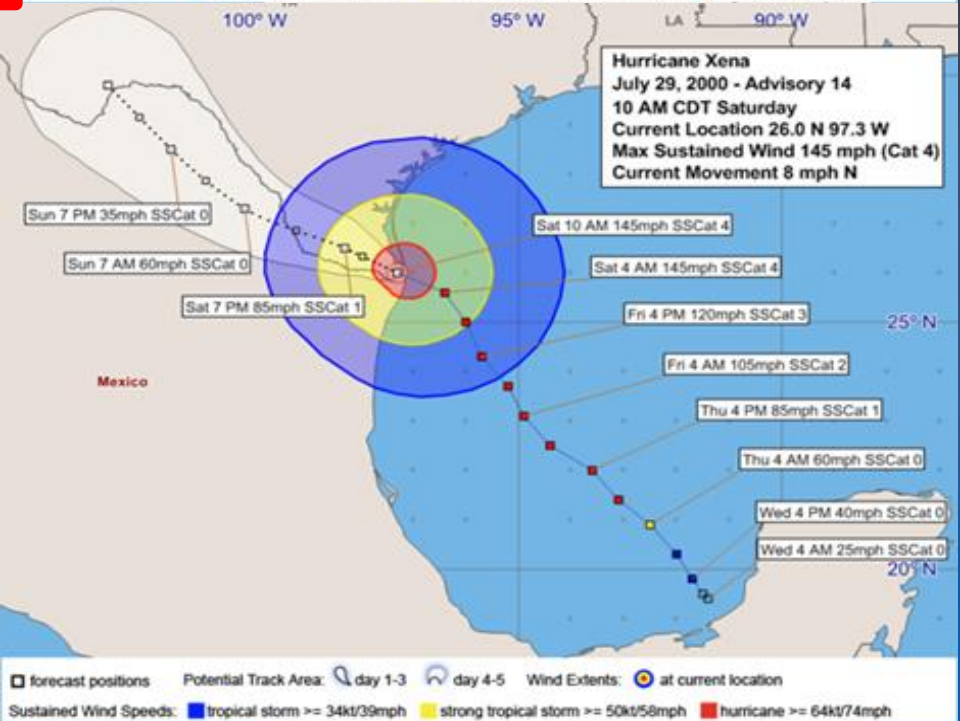 100° W
95° W
LA
90° W
Hurricane Xena
July 29, 2000 - Advisory 14
10 AM CDT Saturday
Current Location 26.0 N 97.3 W
Max Sustained Wind 145 mph (Cat 4)
Current Movement 8 mph N
Sun 7 PM 35mph SSCat 0
Sat 10 AM 145mph SSCat 4
Sun 7 AM 60mph SSCat 0
Sat 4 AM 145mph SSCat 4
Sat 7 PM 85mph SSCat 1
Fri 4 PM 120mph SSCat 3
25° N
Fri 4 AM 105mph SSCat 2
Mexico
Thu 4 PM 85mph SSCat 1
Thu 4 AM 60mph SSCat 0
Wed 4 PM 40mph SSCat 0
Wed 4 AM 25mph SSCat 0
20° N
forecast positions Potential Track Area: day 1-3 day 4-5 Wind Extents: at current location
Sustained Wind Speeds: tropical storm >= 34kt/39mph strong tropical storm >= 50kt/58mph hurricane >= 64kt/74mph